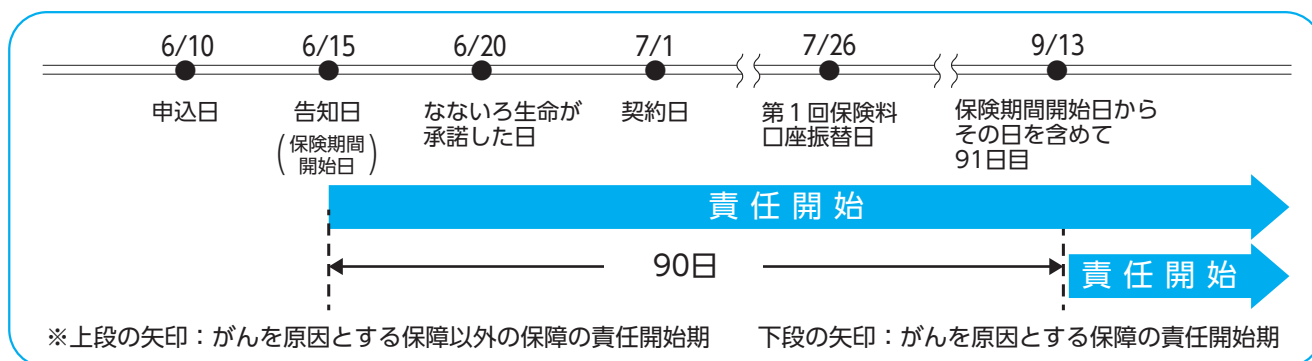 6/10 6/15 6/20 7/1 7/26 9/13
申込日
告知日
(保険期間
開始日)
なないろ生命が
承諾した日
契約日
第1回保険料
口座振替日
保険期間開始日から
その日を含めて
91日目
責任開始
90日
責任開始
※上段の矢印：がんを原因とする保障以外の保障の責任開始期 下段の矢印：がんを原因とする保障の責任開始期